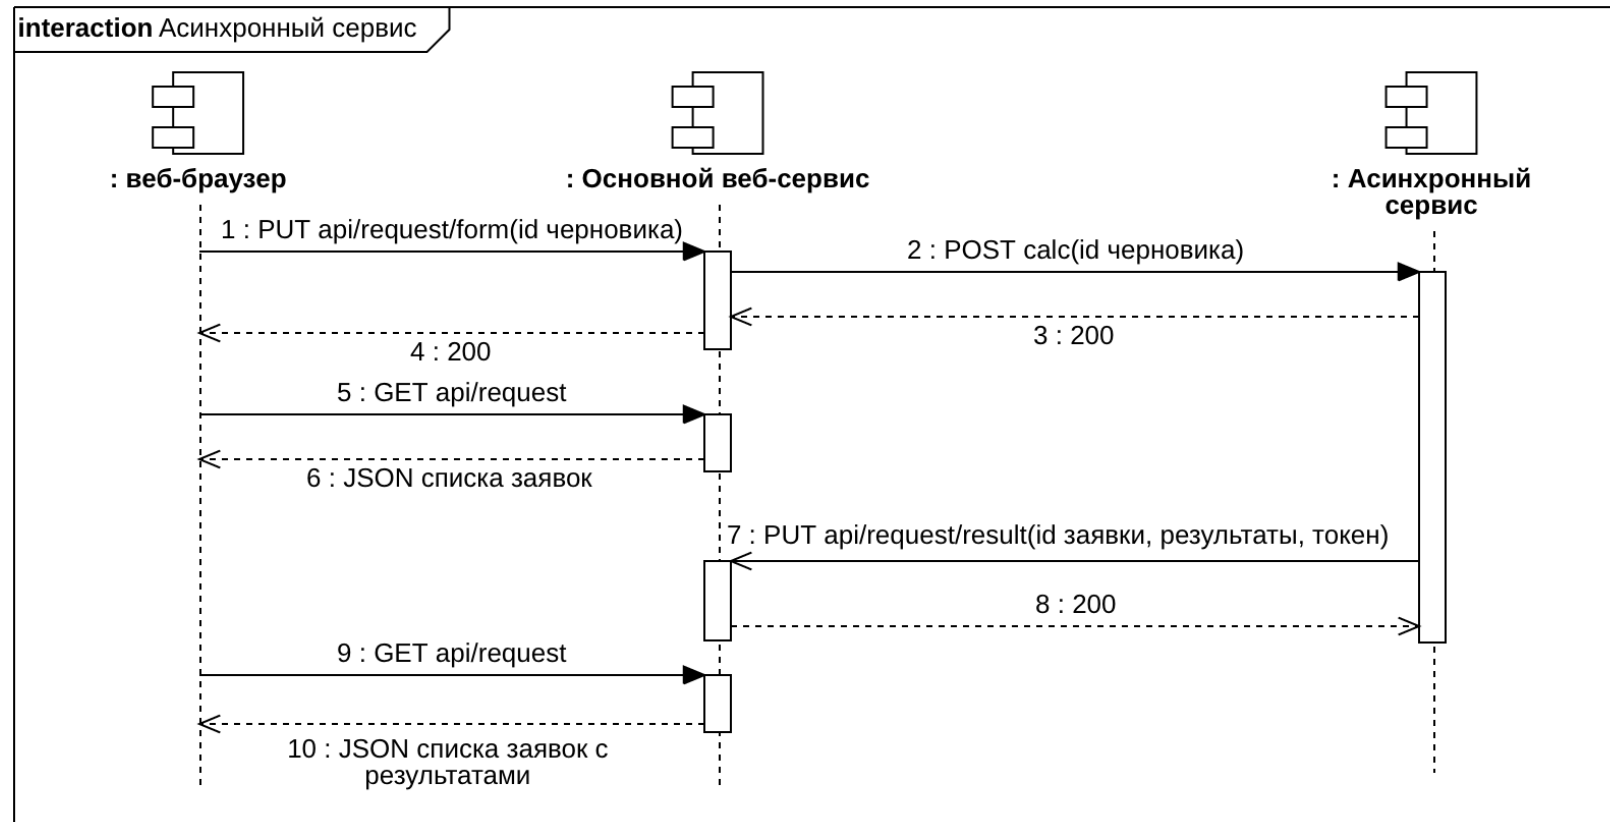 interaction Асинхронный сервис
: веб-браузер
: Основной веб-сервис
: Асинхронный
сервис
1 : PUT api/request/form(id черновика)
2 : POST calc(id черновика)
3 : 200
4 : 200
5 : GET api/request
6 : JSON списка заявок
7 : PUT api/request/result(id заявки, результаты, токен)
8 : 200
9 : GET api/request
10 : JSON списка заявок с
результатами